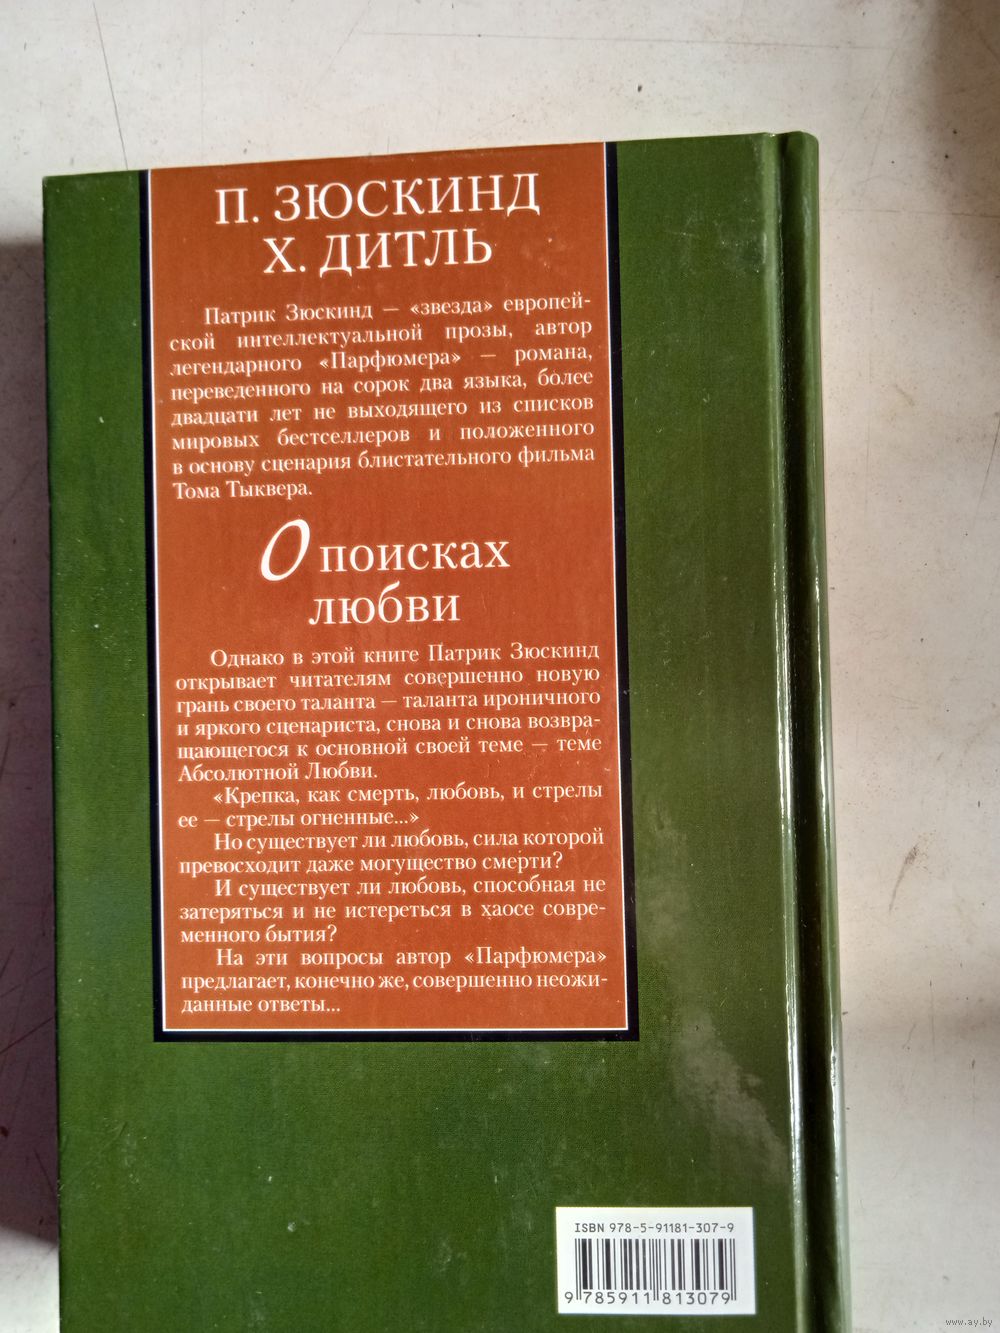 П. ЗЮСКИНД
Х. ДИТЛЬ
Патрик Зюскинд — «звезда» европей-
ской интеллектуальной прозы, автор
легендарного «Парфюмера» — романа,
переведенного на сорок два языка, более
двадцати лет не выходящего из списков
мировых бестселлеров и положенного
в основу сценария блистательного фильма
Тома Тыквера.
О поисках
любви
Однако в этой книге Патрик Зюскинд
открывает читателям совершенно новую
грань своего таланта — таланта ироничного
и яркого сценариста, снова и снова возвра-
щающегося к основной своей теме — теме
Абсолютной Любви.
«Крепка, как смерть, любовь, и стрелы
ее — стрелы огненные...»
Но существует ли любовь, сила которой
превосходит даже могущество смерти?
И существует ли любовь, способная не
затеряться и не истереться в хаосе совре-
менного бытия?
На эти вопросы автор «Парфюмера»
предлагает, конечно же, совершенно неожи-
данные ответы...
ISBN 978-5-91181-307-9
9 785911 813079
www.ay.by